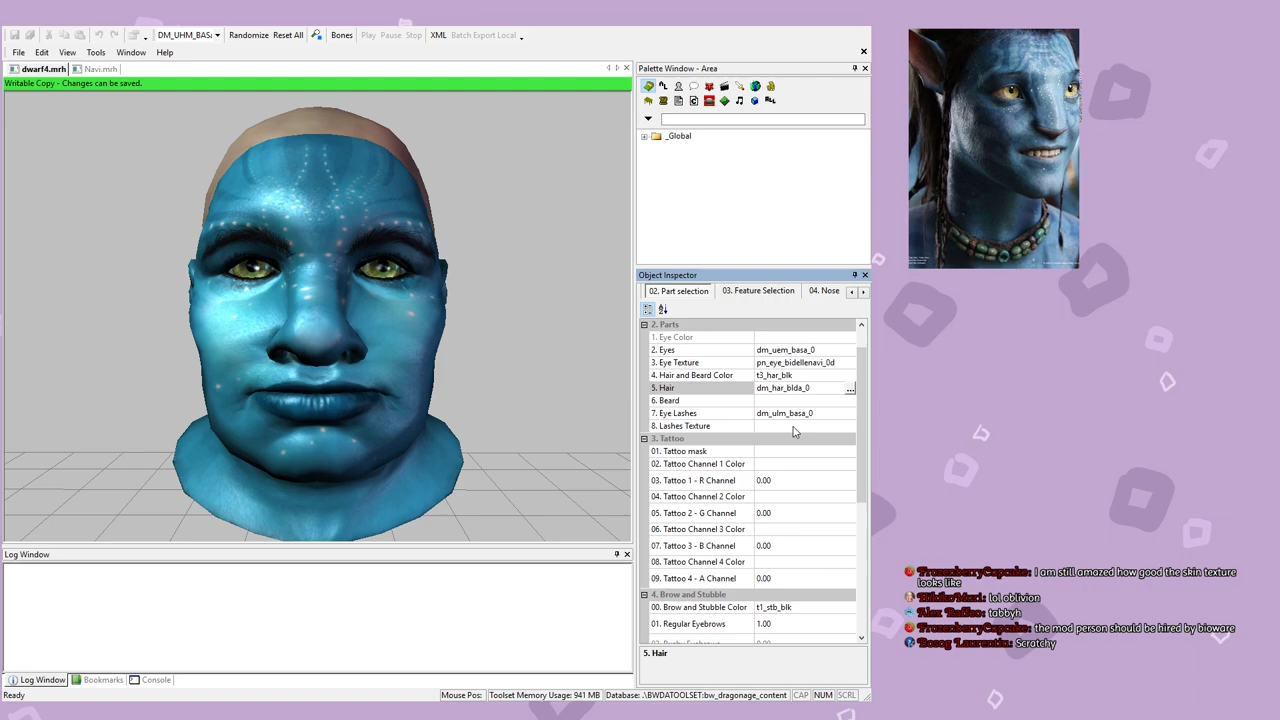 DM_UHM_BAS
Randomize
Reset All
Bones
Play
Pause
Stop
XML
Batch Export Local
File
Edit
View
Tools
Window
Help
dwarf4.mrh
Navi.mrh
Writable Copy - Changes can be saved.
Palette Window - Area
_Global
Object Inspector
02. Part selection
03. Feature Selection
04. Nose
2. Parts
1. Eye Color
2. Eyes dm_uem_basa_0
3. Eye Texture pn_eye_bidellenavi_0d
4. Hair and Beard Color t3_har_blk
5. Hair dm_har_blda_0 ...
6. Beard
7. Eye Lashes dm_ulm_basa_0
8. Lashes Texture
3. Tattoo
01. Tattoo mask
02. Tattoo Channel 1 Color
03. Tattoo 1 - R Channel 0.00
04. Tattoo Channel 2 Color
05. Tattoo 2 - G Channel 0.00
06. Tattoo Channel 3 Color
07. Tattoo 3 - B Channel 0.00
08. Tattoo Channel 4 Color
09. Tattoo 4 - A Channel 0.00
4. Brow and Stubble
00. Brow and Stubble Color t1_stb_blk
01. Regular Eyebrows 1.00
5. Hair
Log Window
Log Window
Bookmarks
Console
Ready
Mouse Pos:
Toolset Memory Usage: 941 MB
Database: .\BWDATOOLSET:bw_dragonage_content
CAP
NUM
SCRL
FrozenberryCupcake: I am still amazed how good the skin texture
looks like
lol oblivion
tabbyh
FrozenberryCupcake: the mod person should be hired by bioware
Scratchy